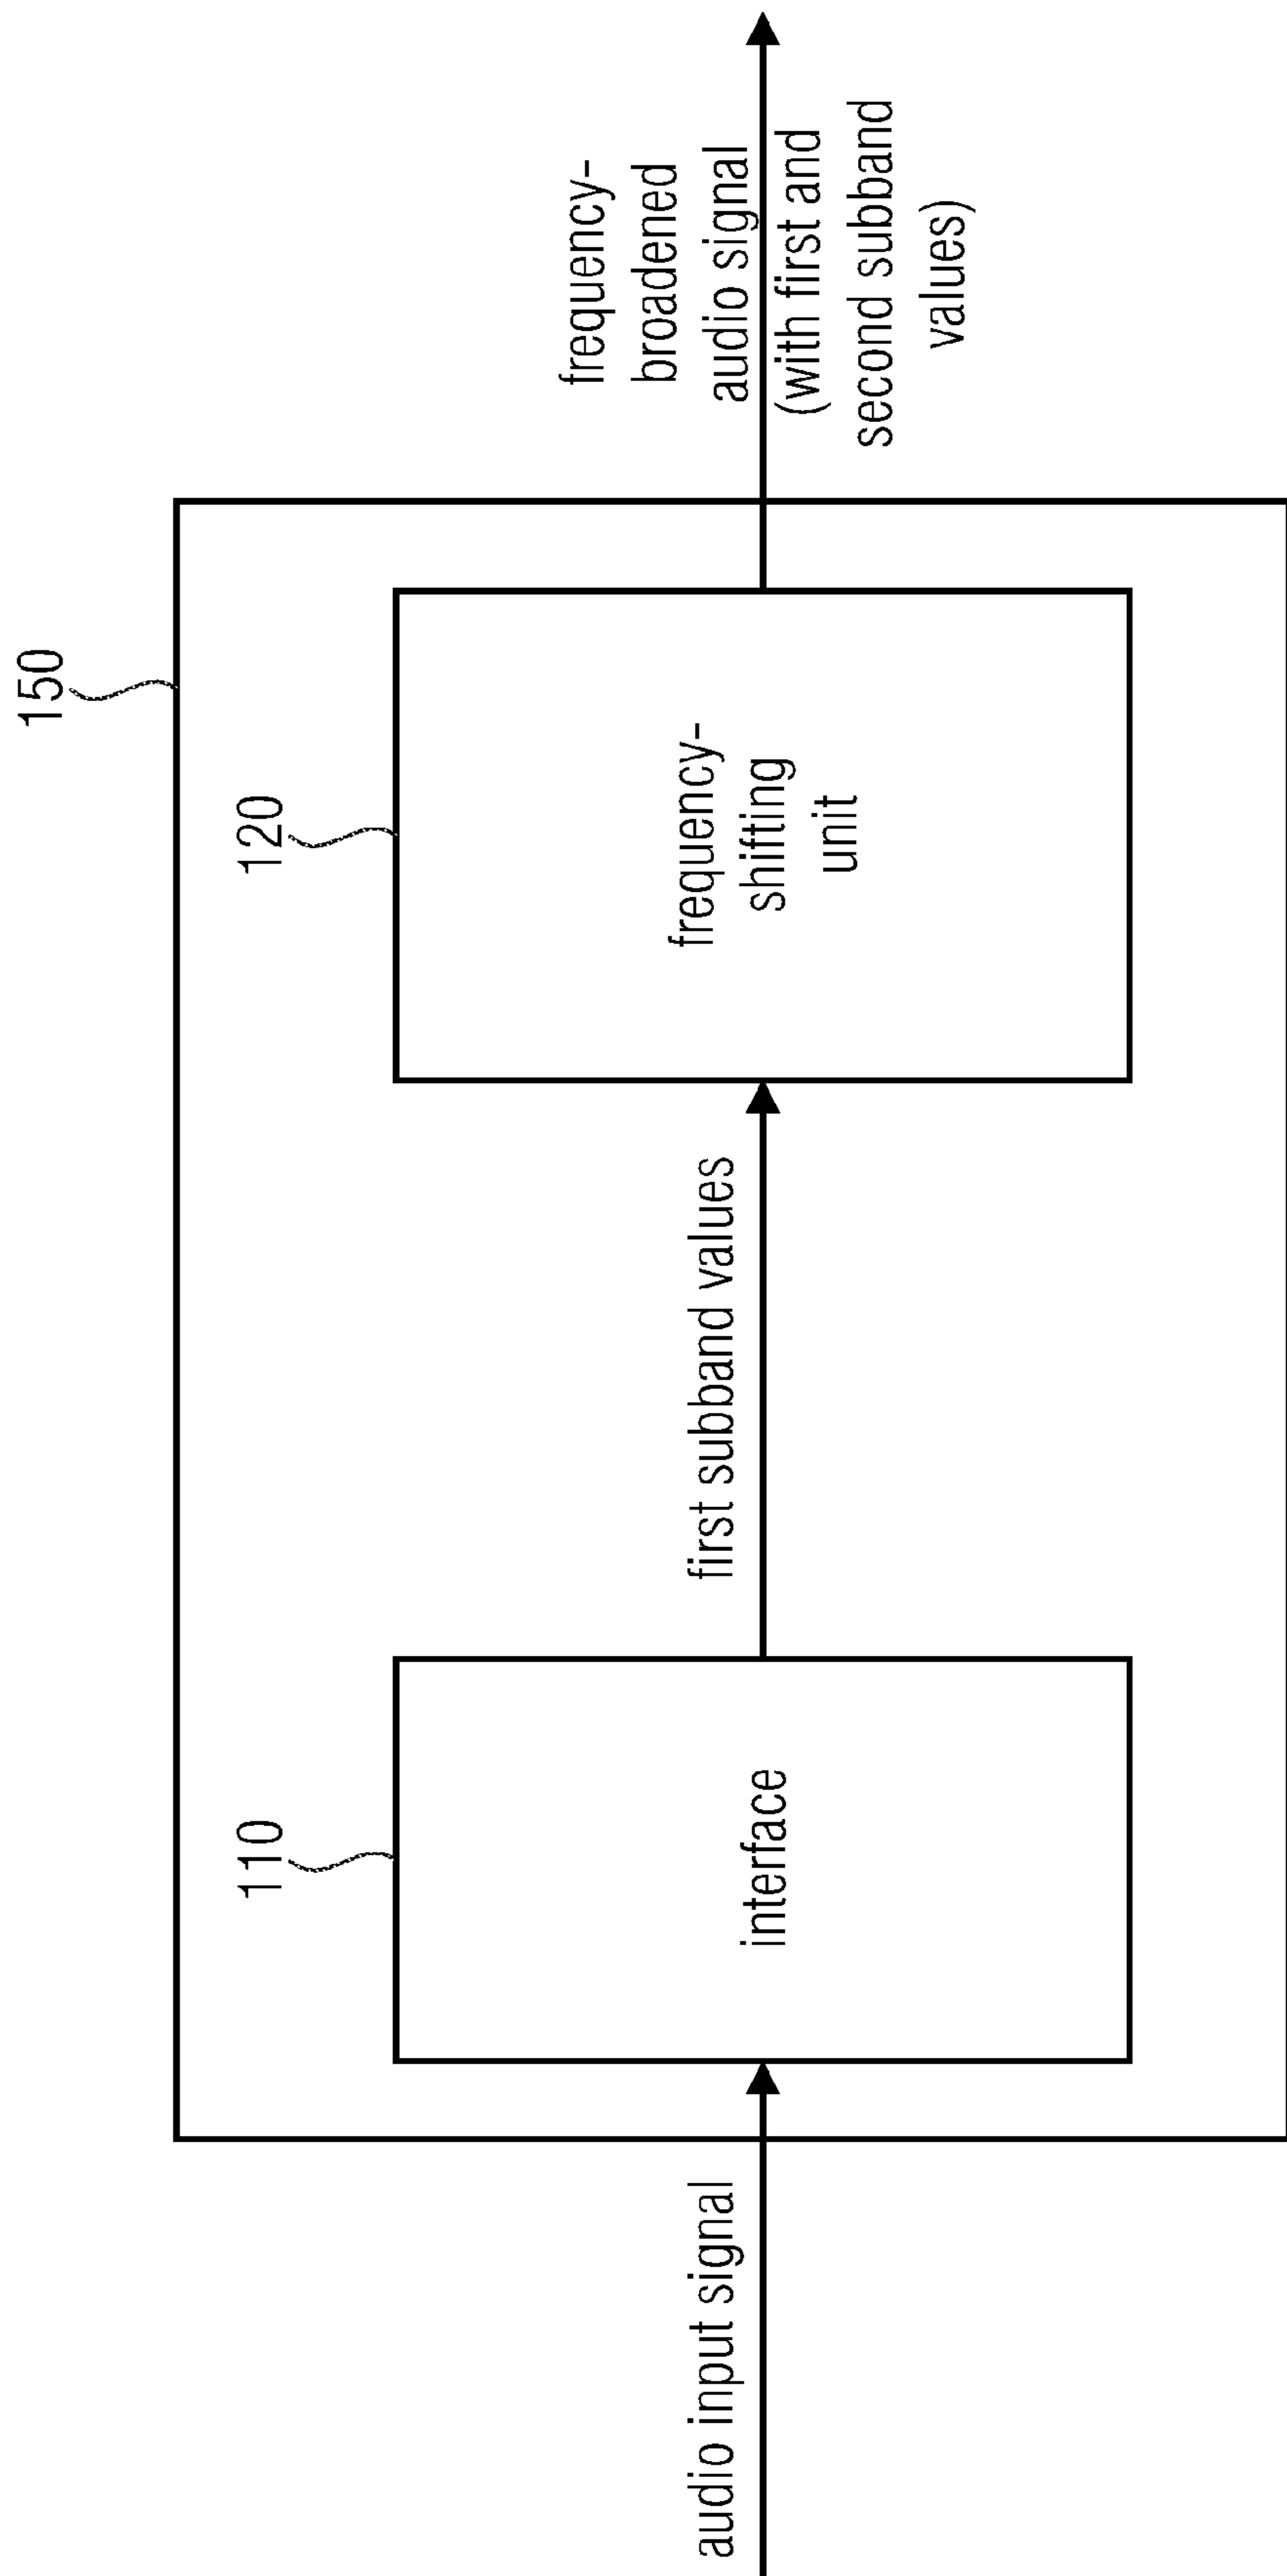 150
110
120
audio input signal
interface
first subband values
frequency-
shifting
unit
frequency-
broadened
audio signal
(with first and
second subband
values)